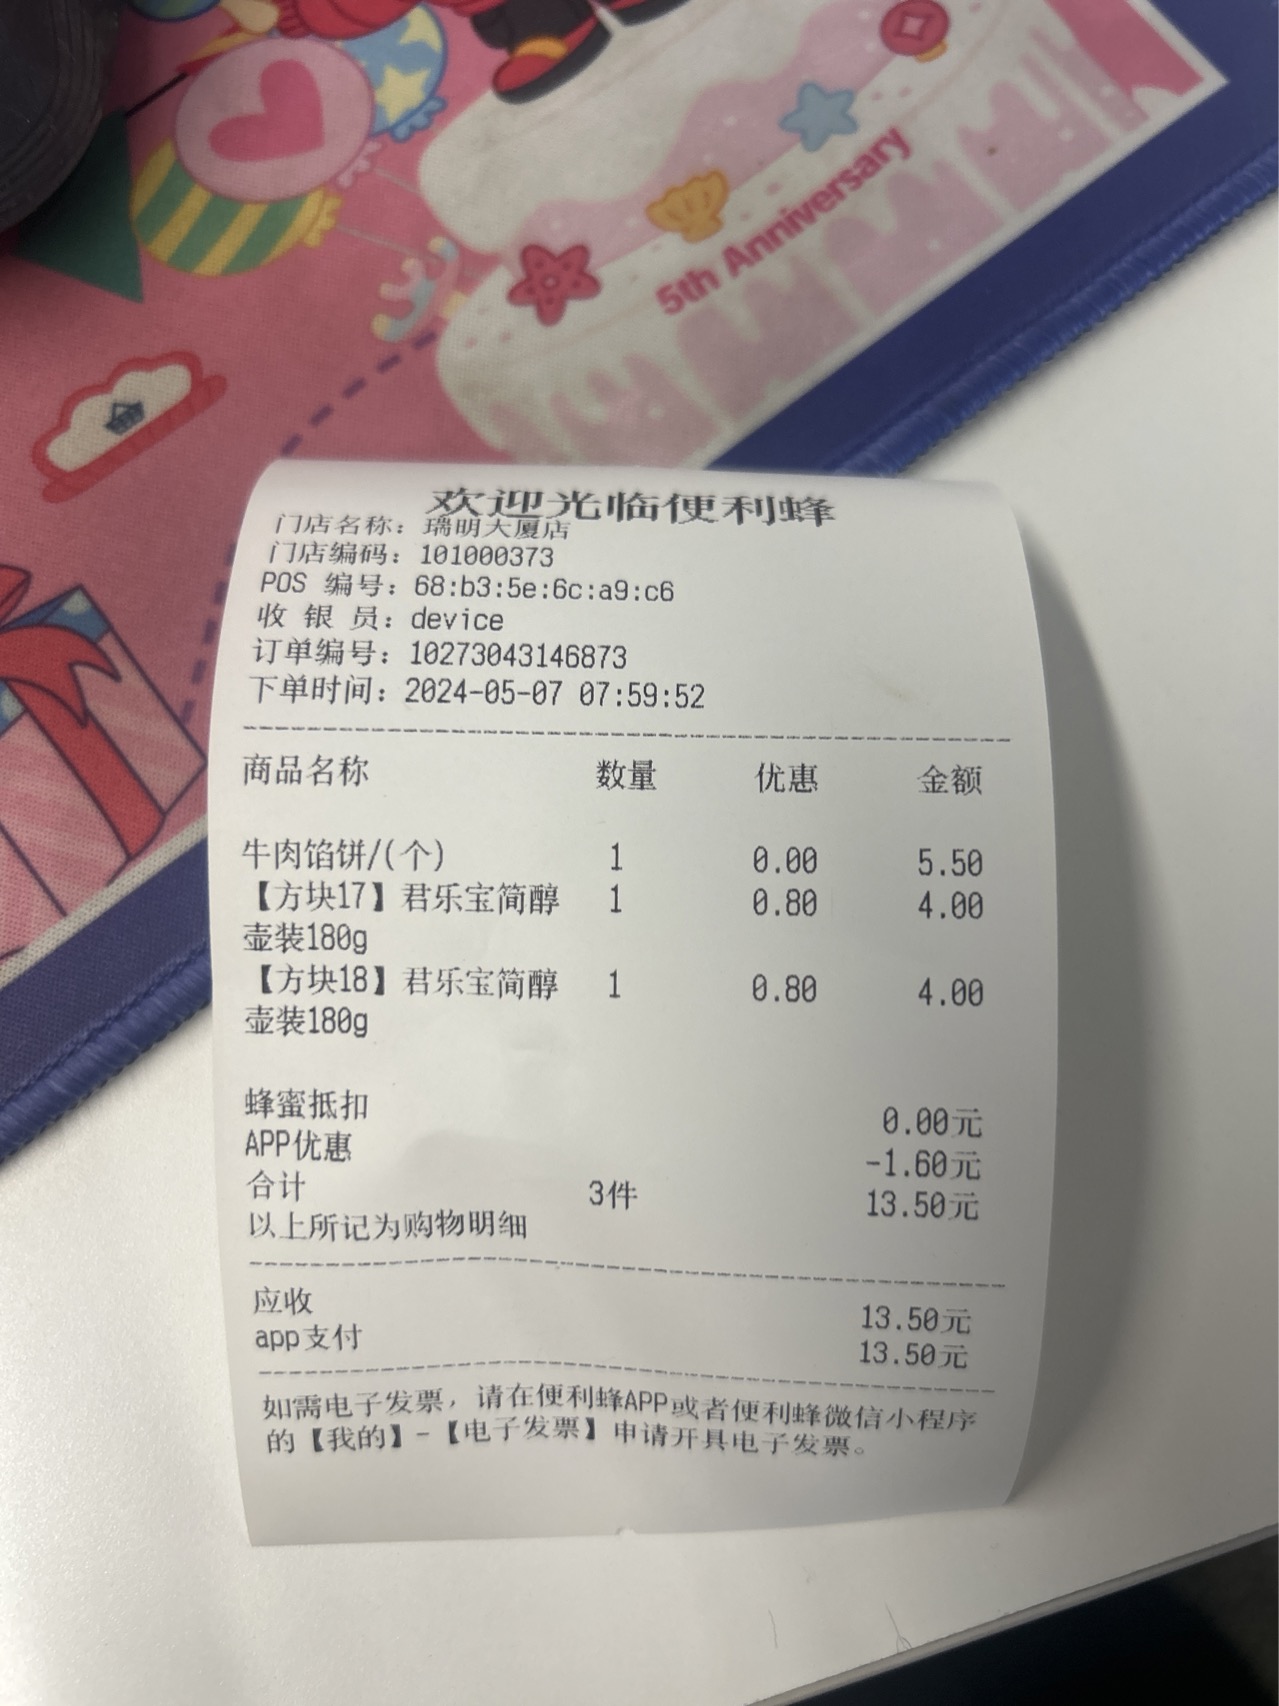 5th Anniversary
欢迎光临便利蜂
门店名称：瑞明大厦店
门店编码：101000373
POS 编号：68:b3:5e:6c:a9:c6
收 银 员：device
订单编号：10273043146873
下单时间：2024-05-07 07:59:52
商品名称 数量 优惠 金额
牛肉馅饼/(个) 1 0.00 5.50
【方块17】君乐宝简醇 1 0.80 4.00
壶装180g
【方块18】君乐宝简醇 1 0.80 4.00
壶装180g
蜂蜜抵扣 0.00元
APP优惠 -1.60元
合计 3件 13.50元
以上所记为购物明细
应收 13.50元
app支付 13.50元
如需电子发票，请在便利蜂APP或者便利蜂微信小程序
的【我的】-【电子发票】申请开具电子发票。